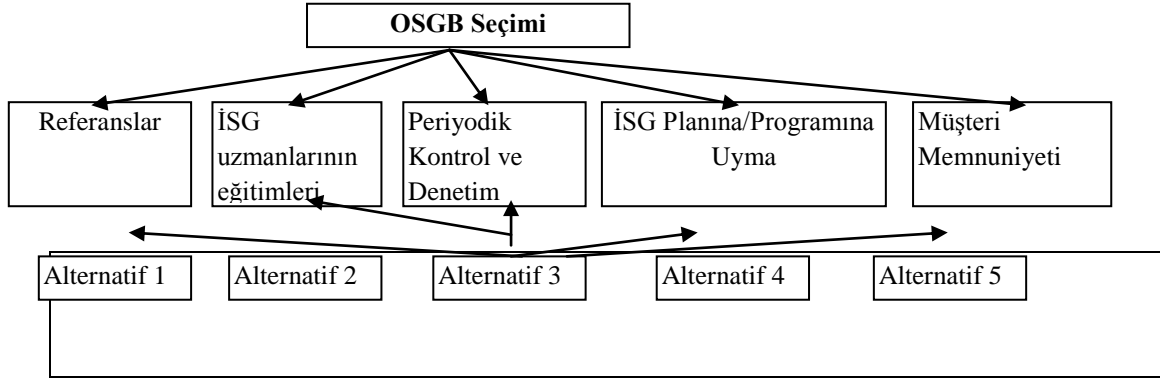 OSGB Seçimi
Referanslar
İSG
uzmanlarının
eğitimleri
Periyodik
Kontrol ve
Denetim
İSG Planına/Programına
Uyma
Müşteri
Memnuniyeti
Alternatif 1
Alternatif 2
Alternatif 3
Alternatif 4
Alternatif 5